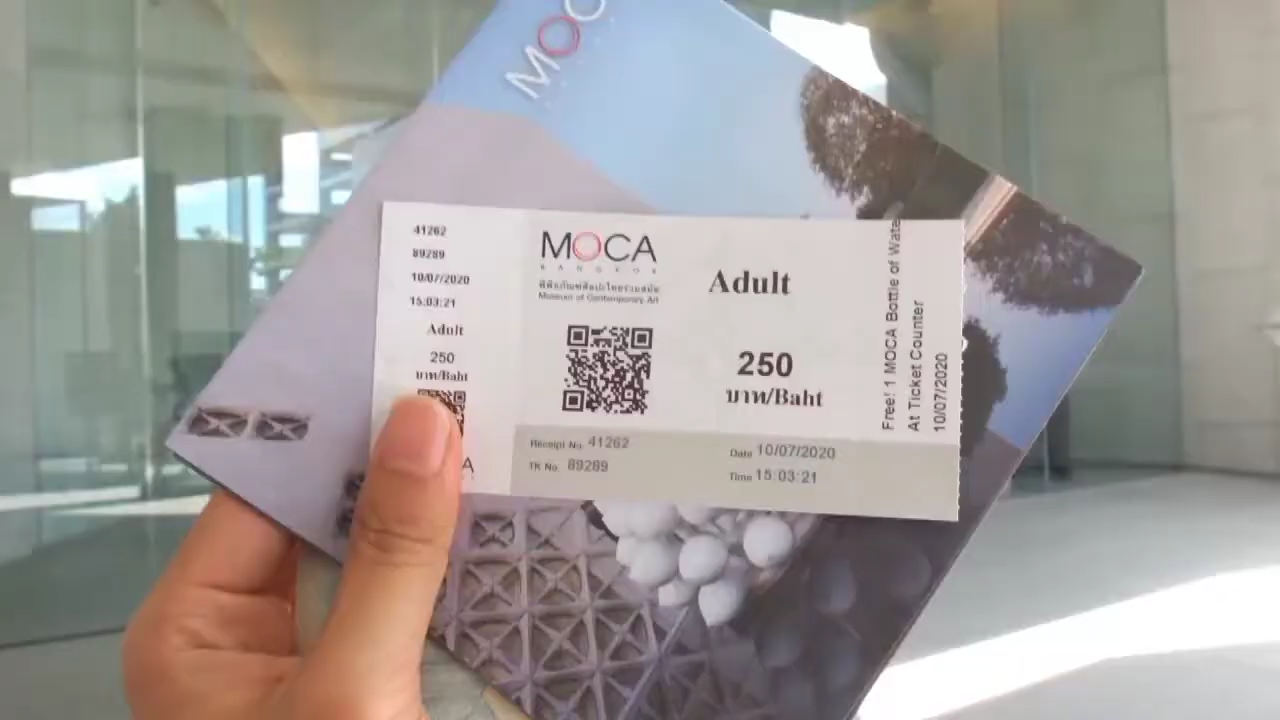 MOC
41262
89289
10/07/2020
15:03:21
Adult
250
บาท/Baht
A
MOCA
BANGKOK
พิพิธภัณฑ์ศิลปะไทยร่วมสมัย
Museum of Contemporary Art
Adult
250
บาท/Baht
Receipt No. 41262
TK No. 89289
Date 10/07/2020
Time 15:03:21
Free! 1 MOCA Bottle of Wate
At Ticket Counter
10/07/2020